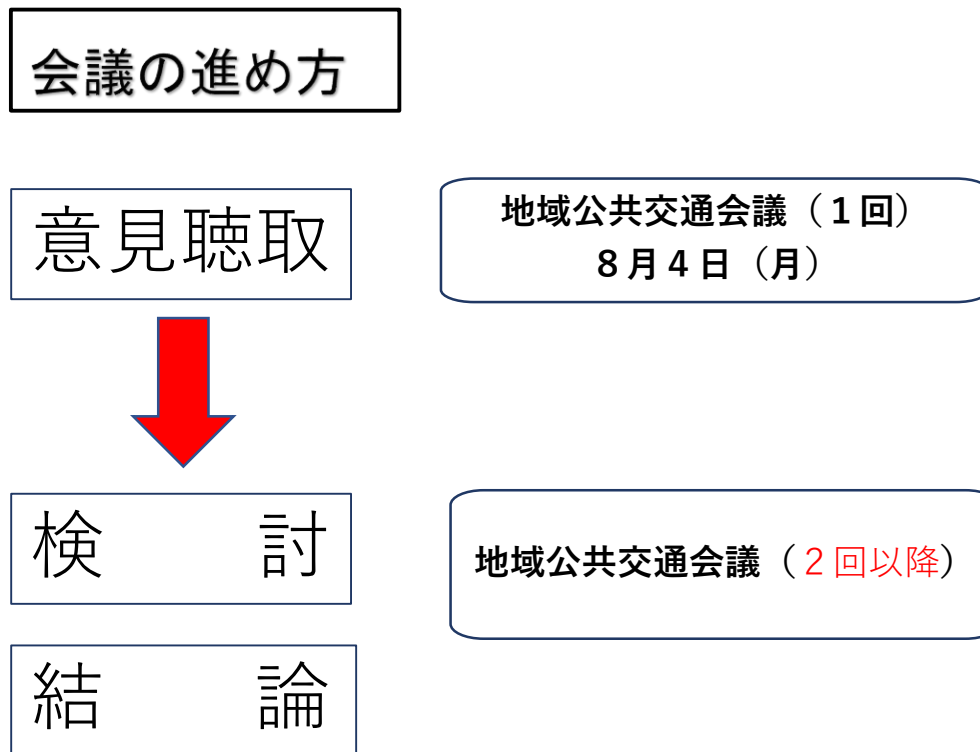 会議の進め方
意見聴取
地域公共交通会議（１回）
８月４日（月）
検　　討
地域公共交通会議（２回以降）
結　　論